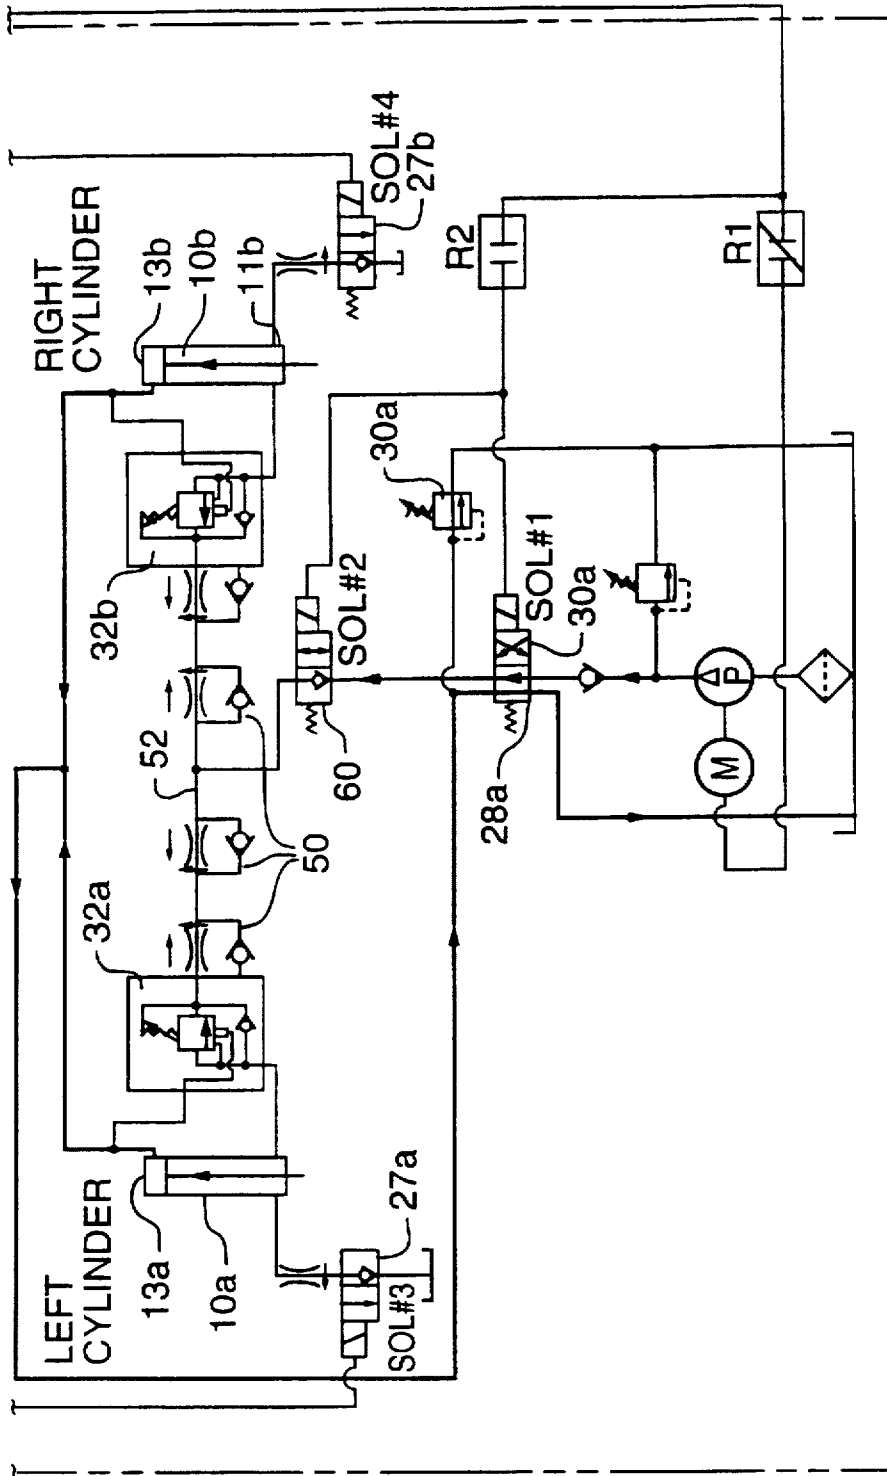 LEFT
CYLINDER
13a
10a
SOL#3
27a
32a
50
52
60
SOL#2
32b
RIGHT
CYLINDER
13b
10b
11b
SOL#4
27b
30a
28a
SOL#1
30a
R2
R1
M
P